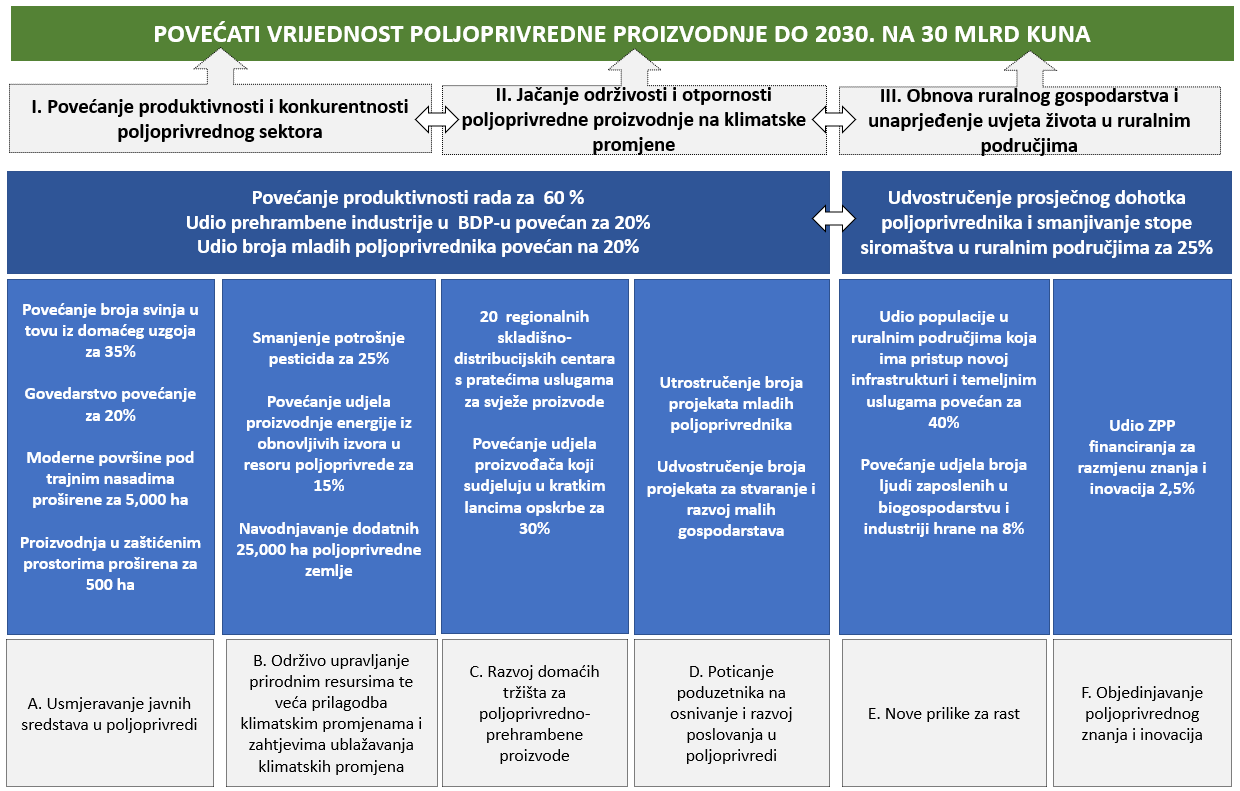 POVEĆATI VRIJEDNOST POLJOPRIVREDNE PROIZVODNJE DO 2030. NA 30 MLRD KUNA
I. Povećanje produktivnosti i konkurentnosti
poljoprivrednog sektora
II. Jačanje održivosti i otpornosti
poljoprivredne proizvodnje na klimatske
promjene
III. Obnova ruralnog gospodarstva i
unaprjeđenje uvjeta života u ruralnim
područjima
Povećanje produktivnosti rada za 60 %
Udio prehrambene industrije u BDP-u povećan za 20%
Udio broja mladih poljoprivrednika povećan na 20%
Udvostručenje prosječnog dohotka
poljoprivrednika i smanjivanje stope
siromaštva u ruralnim područjima za 25%
Povećanje broja svinja u
tovu iz domaćeg uzgoja
za 35%
Govedarstvo povećanje
za 20%
Moderne površine pod
trajnim nasadima
proširene za 5,000 ha
Proizvodnja u zaštićenim
prostorima proširena za
500 ha
Smanjenje potrošnje
pesticida za 25%
Povećanje udjela
proizvodnje energije iz
obnovljivih izvora u
resoru poljoprivrede za
15%
Navodnjavanje dodatnih
25,000 ha poljoprivredne
zemlje
20 regionalnih
skladišno-
distribucijskih centara
s pratećima uslugama
za svježe proizvode
Povećanje udjela
proizvođača koji
sudjeluju u kratkim
lancima opskrbe za
30%
Utrostručenje broja
projekata mladih
poljoprivrednika
Udvostručenje broja
projekata za stvaranje i
razvoj malih
gospodarstava
Udio populacije u
ruralnim područjima koja
ima pristup novoj
infrastrukturi i temeljnim
uslugama povećan za
40%
Povećanje udjela broja
ljudi zaposlenih u
biogospodarstvu i
industriji hrane na 8%
Udio ZPP
financiranja za
razmjenu znanja i
inovacija 2,5%
A. Usmjeravanje javnih
sredstava u poljoprivredi
B. Održivo upravljanje
prirodnim resursima te
veća prilagodba
klimatskim promjenama i
zahtjevima ublažavanja
klimatskih promjena
C. Razvoj domaćih
tržišta za
poljoprivredno-
prehrambene
proizvode
D. Poticanje
poduzetnika na
osnivanje i razvoj
poslovanja u
poljoprivredi
E. Nove prilike za rast
F. Objedinjavanje
poljoprivrednog
znanja i inovacija